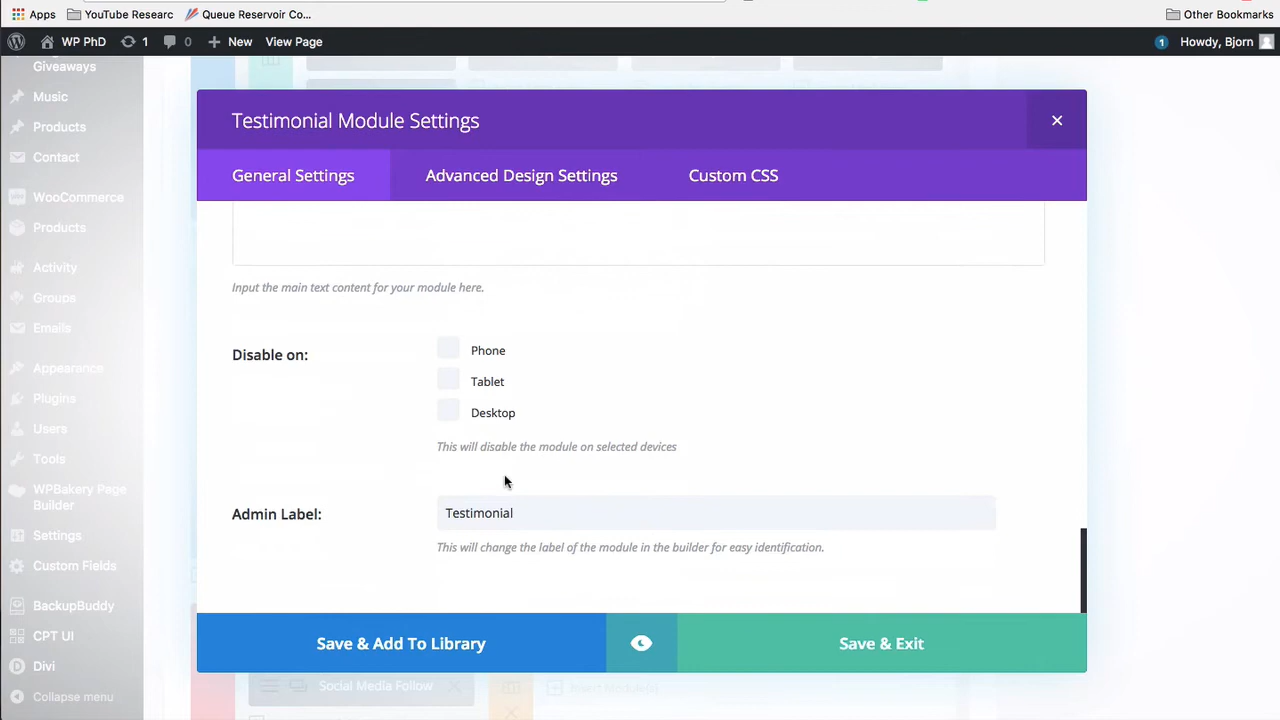 Apps
YouTube Researc
Queue Reservoir Co...
Other Bookmarks
WP PhD
1
0
New
View Page
1
Howdy, Bjorn
Giveaways
Music
Products
Contact
WooCommerce
Products
Activity
Groups
Emails
Appearance
Plugins
Users
Tools
WPBakery Page
Builder
Settings
Custom Fields
BackupBuddy
CPT UI
Divi
Collapse menu
Testimonial Module Settings
General Settings
Advanced Design Settings
Custom CSS
Input the main text content for your module here.
Disable on:
Phone
Tablet
Desktop
This will disable the module on selected devices
Admin Label:
Testimonial
This will change the label of the module in the builder for easy identification.
Save & Add To Library
Save & Exit
Social Media Follow
Insert Module(s)